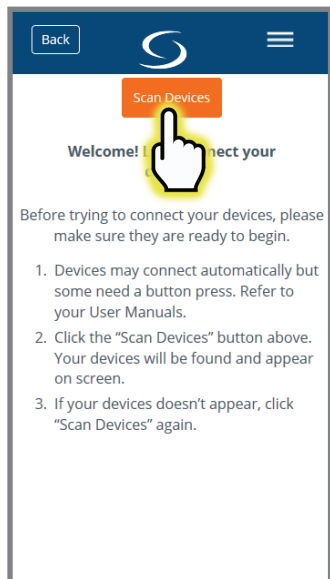 Back
Scan Devices
Welcome! nect your
Before trying to connect your devices, please
make sure they are ready to begin.
1. Devices may connect automatically but
some need a button press. Refer to
your User Manuals.
2. Click the “Scan Devices” button above.
Your devices will be found and appear
on screen.
3. If your devices doesn’t appear, click
“Scan Devices” again.